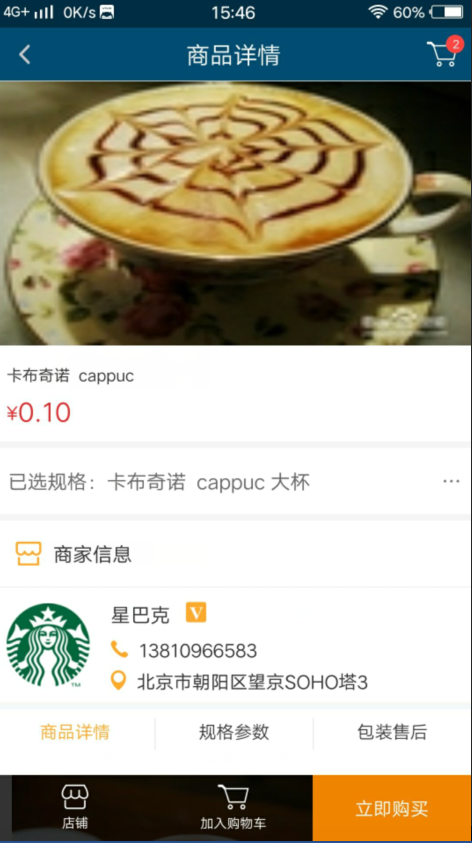 4G+ 0K/s 15:46 60%
商品详情
2
卡布奇诺 cappuc
¥0.10
已选规格： 卡布奇诺 cappuc 大杯
···
商家信息
星巴克 V
13810966583
北京市朝阳区望京SOHO塔3
TM
商品详情 规格参数 包装售后
店铺 加入购物车 立即购买